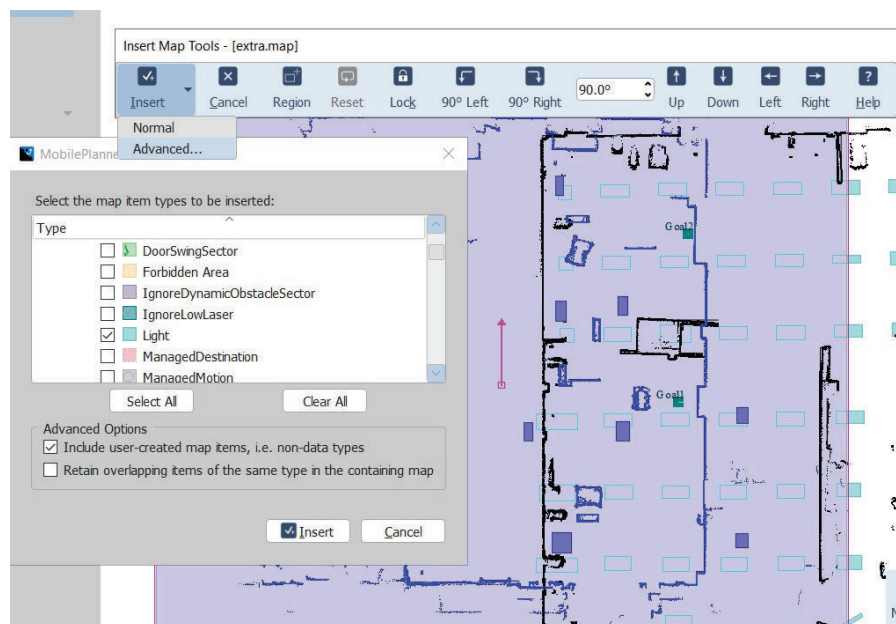 Insert Map Tools - [extra.map]
Insert
Cancel
Region
Reset
Lock
90º Left
90º Right
90.0º
Up
Down
Left
Right
Help
Normal
Advanced...
MobilePlanne
Select the map item types to be inserted:
Type
DoorSwingSector
Forbidden Area
IgnoreDynamicObstacleSector
IgnoreLowLaser
Light
ManagedDestination
ManagedMotion
Select All
Clear All
Advanced Options
Include user-created map items, i.e. non-data types
Retain overlapping items of the same type in the containing map
Insert
Cancel
Goal2
Goal1